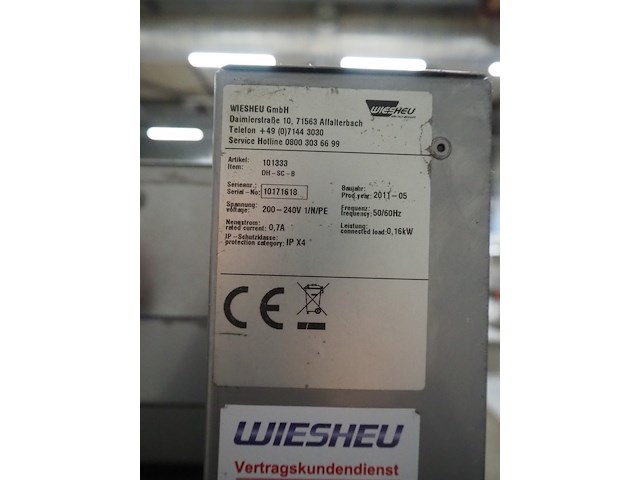 WIESHEU GmbH
Daimlerstraße 10, 71563 Affalterbach
Telefon +49 (0)7144 3030
Service Hotline 0800 303 66 99
WIESHEU
Artikel: 101333
Item: DH-SC-B
Seriennr.: 
Serial-No: 10171618
Baujahr:
Prod.year: 2011-05
Spannung
voltage: 200-240V 1/N/PE
Frequenz:
frequency: 50/60Hz
Nennstrom:
rated current: 0,7A
Leistung:
connected load: 0,16kW
IP-Schutzklasse:
protection category: IP X4
CE
WIESHEU
Vertragskundendienst